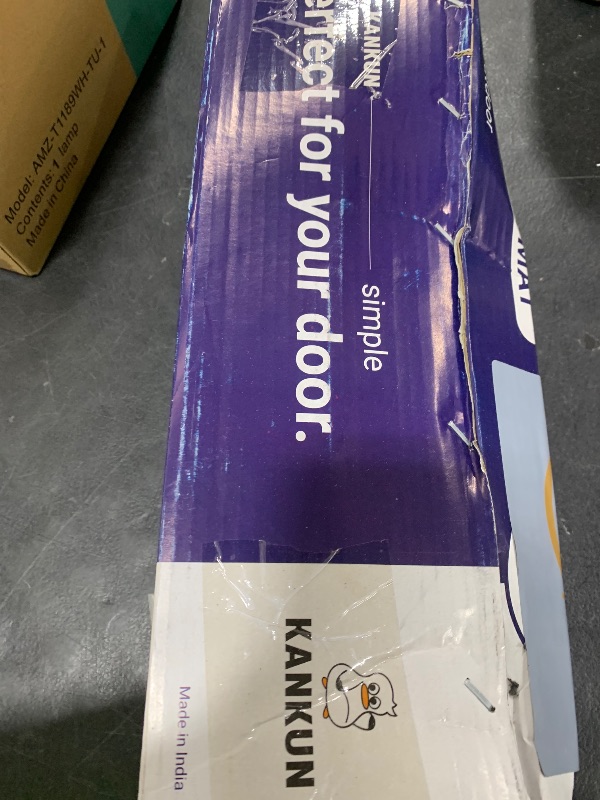 Model: AMZ-T1169WH-TU-1
Contents: 1 lamp
Made in China
KANKUN
simple
for your door.
KANKUN
Made in India